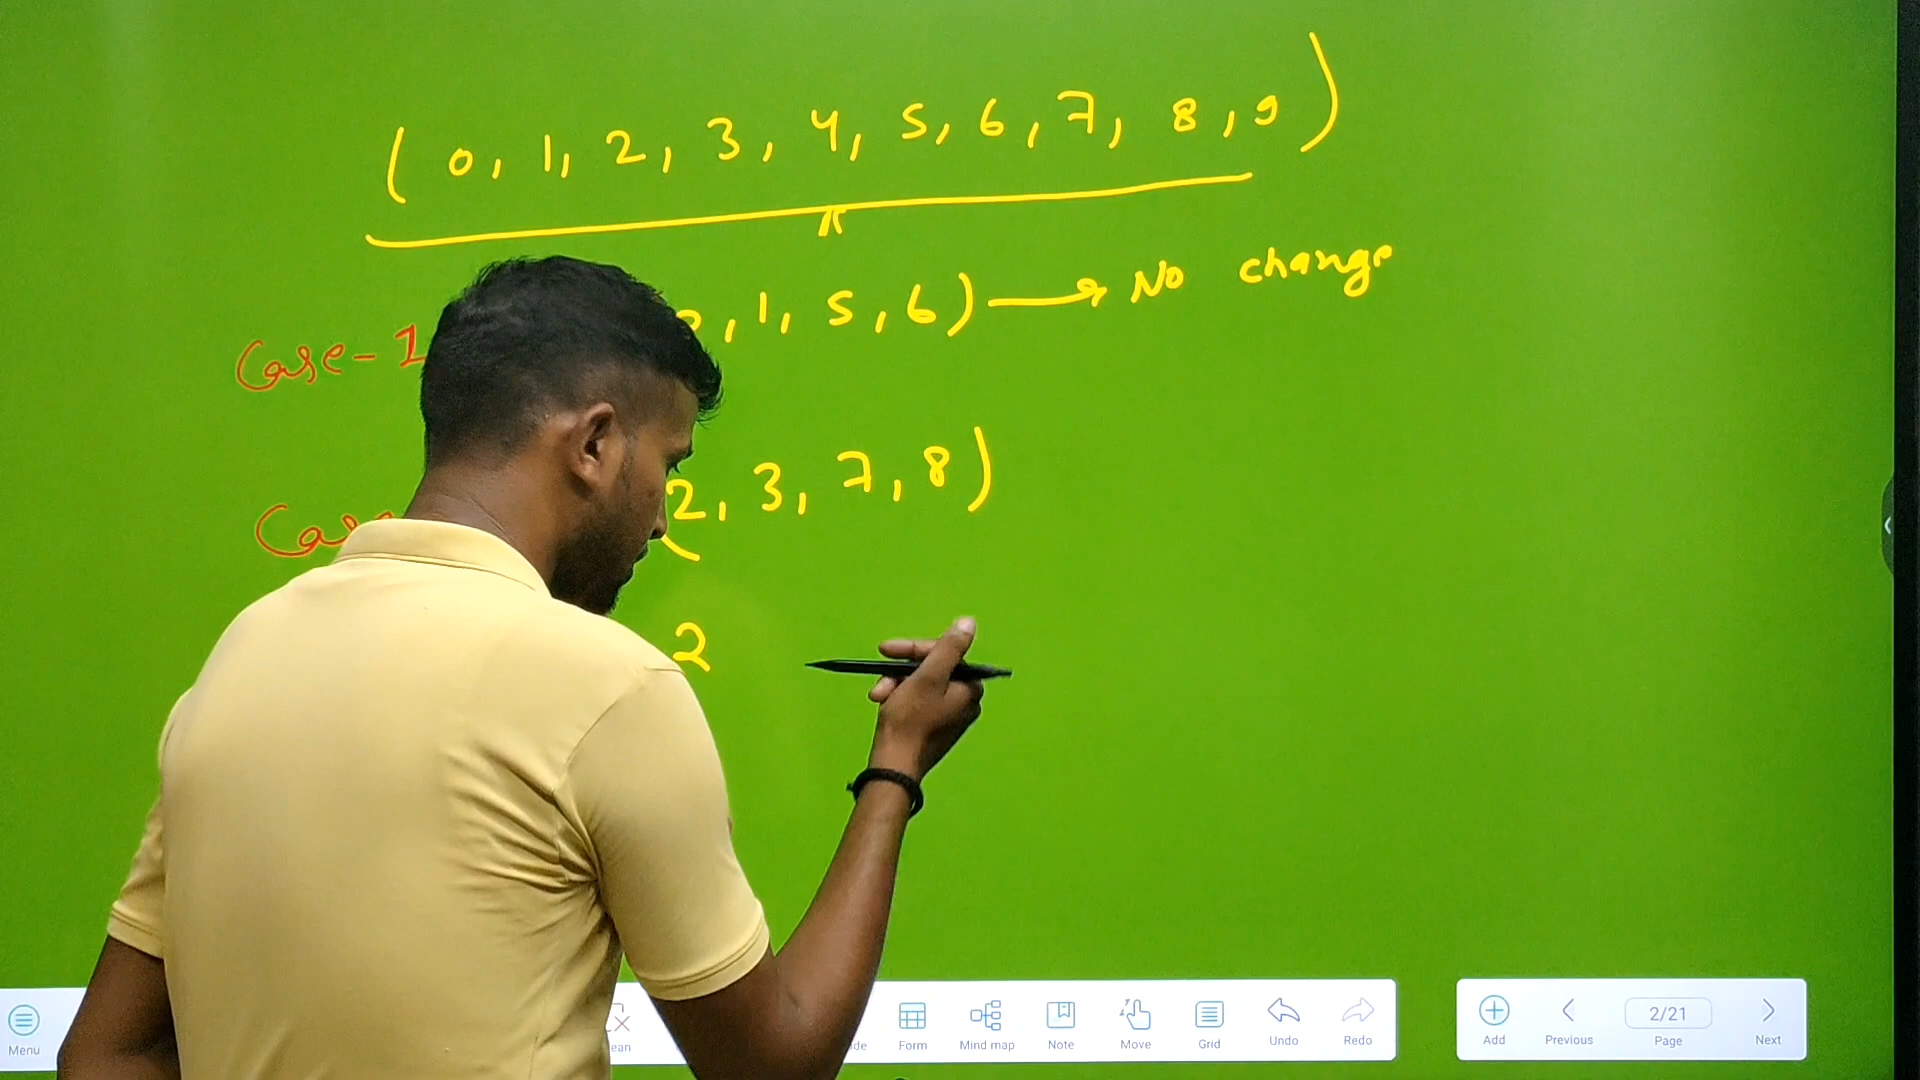 ( 0, 1, 2, 3, 4, 5, 6, 7, 8, 9 )
Case-1 0, 1, 5, 6) → No change
2, 3, 7, 8)
2
Menu
Form Mind map Note Move Grid Undo Redo
Add Previous 2/21 Page Next